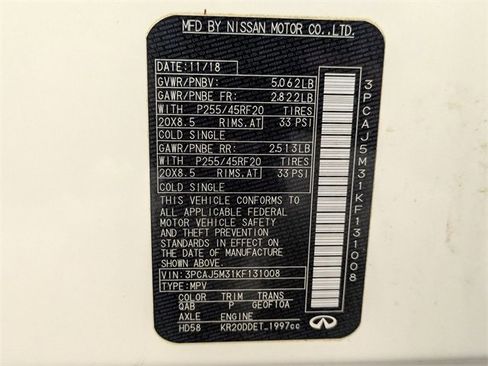 MFD BY NISSAN MOTOR CO.,LTD.
DATE:11/18
GVWR/PNBV: 5,062LB
GAWR/PNBE FR: 2,822LB
WITH P255/45RF20 TIRES
20X8.5 RIMS,AT 33 PSI
COLD SINGLE
GAWR/PNBE RR: 2,513LB
WITH P255/45RF20 TIRES
20X8.5 RIMS,AT 33 PSI
COLD SINGLE
THIS VEHICLE CONFORMS TO
ALL APPLICABLE FEDERAL
MOTOR VEHICLE SAFETY
AND THEFT PREVENTION
STANDARDS IN EFFECT ON
THE DATE OF MANUFACTURE
SHOWN ABOVE.
VIN:3PCAJ5M31KF131008
TYPE:MPV
COLOR TRIM TRANS
QAB P GE0F10A
AXLE ENGINE
HD58 KR20DDET_1997cc
INFINITI
3PCAJ5M31KF131008